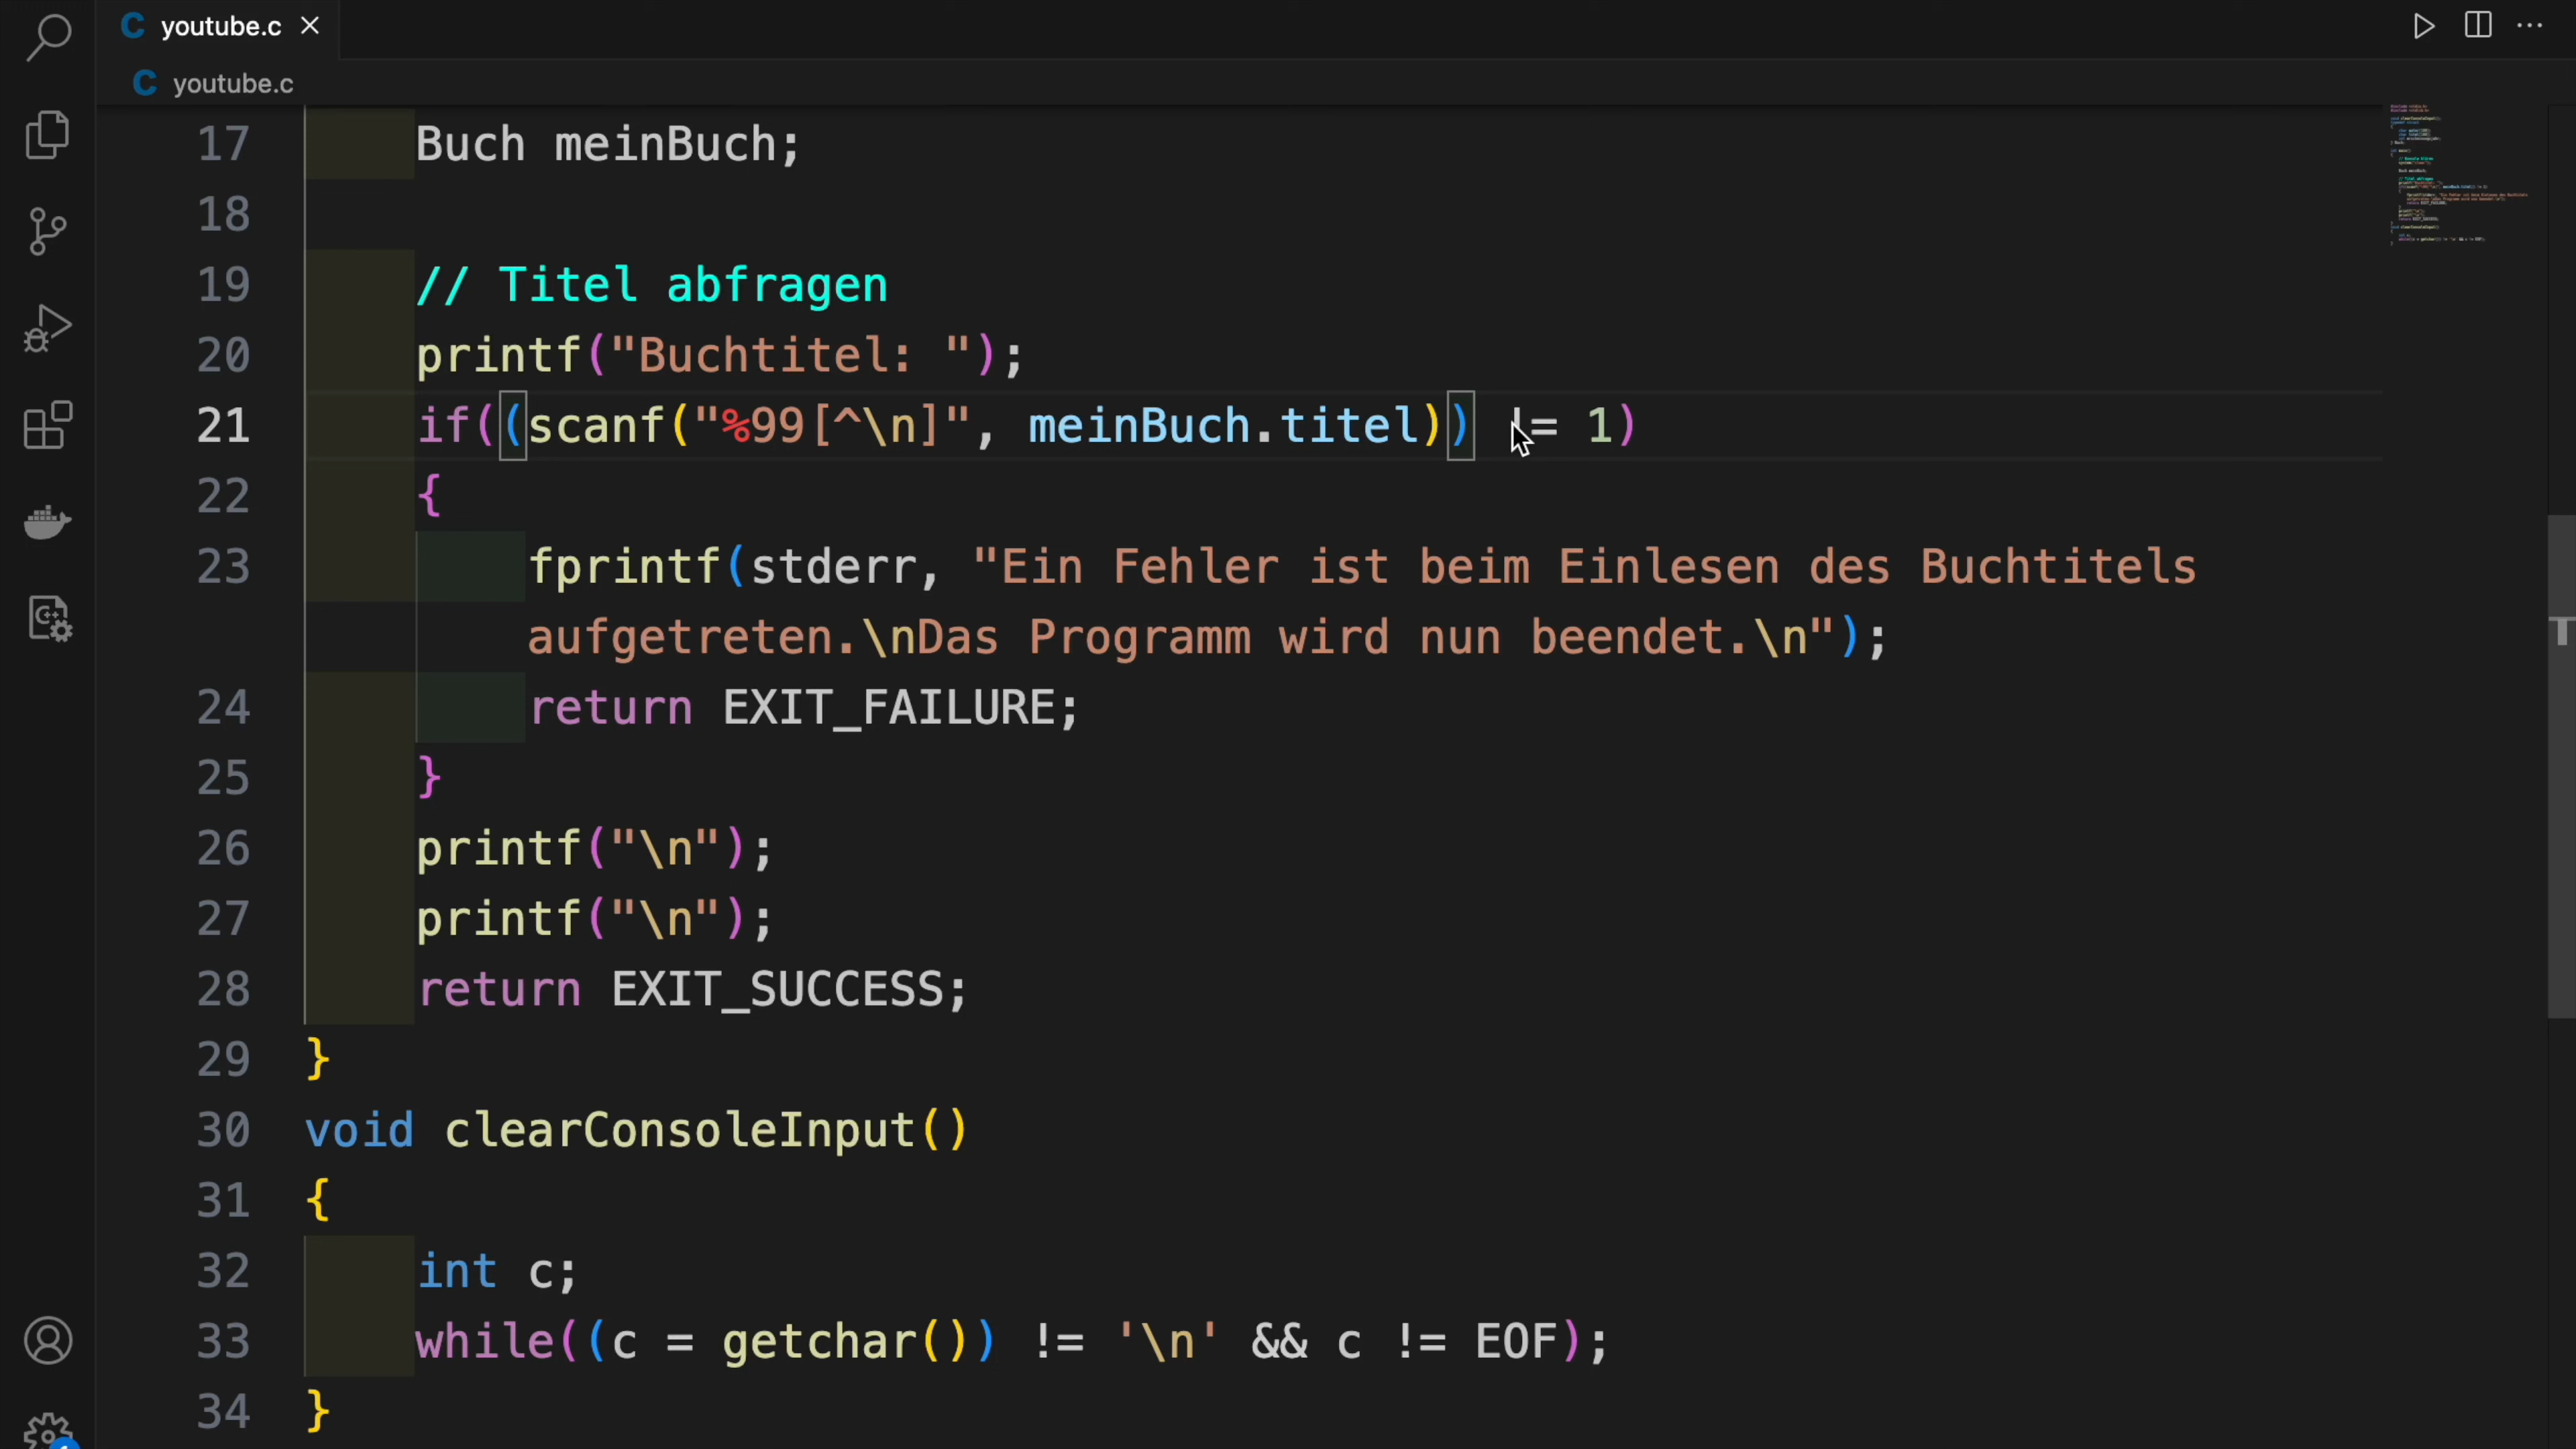 youtube.c
youtube.c
17 Buch meinBuch;
18
19 // Titel abfragen
20 printf("Buchtitel: ");
21 if((scanf("%99[^\n]", meinBuch.titel)) != 1)
22 {
23 fprintf(stderr, "Ein Fehler ist beim Einlesen des Buchtitels
aufgetreten.\nDas Programm wird nun beendet.\n");
24 return EXIT_FAILURE;
25 }
26 printf("\n");
27 printf("\n");
28 return EXIT_SUCCESS;
29 }
30 void clearConsoleInput()
31 {
32 int c;
33 while((c = getchar()) != '\n' && c != EOF);
34 }